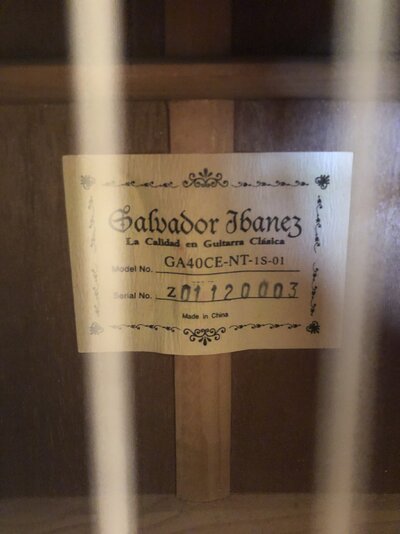 Salvador Ibanez
La Calidad en Guitarra Clásica
Model No. GA40CE-NT-1S-01
Serial No. Z01120003
Made in China